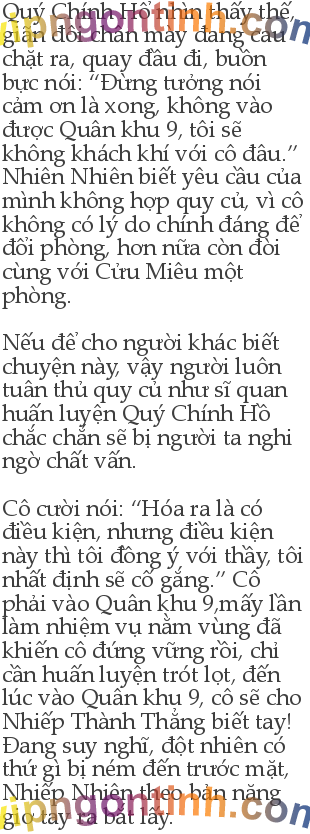 Quý Chính Hồ nhìn thấy thế,
giãn đôi chân mày đang cau
chặt ra, quay đầu đi, buồn
bực nói: “Đừng tưởng nói
cảm ơn là xong, không vào
được Quân khu 9, tôi sẽ
không khách khí với cô đâu.”
Nhiên Nhiên biết yêu cầu của
mình không hợp quy củ, vì cô
không có lý do chính đáng để
đổi phòng, hơn nữa còn đòi
cùng với Cửu Miêu một
phòng.
Nếu để cho người khác biết
chuyện này, vậy người luôn
tuân thủ quy củ như sĩ quan
huấn luyện Quý Chính Hồ
chắc chắn sẽ bị người ta nghi
ngờ chất vấn.
Cô cười nói: “Hóa ra là có
điều kiện, nhưng điều kiện
này thì tôi đồng ý với thầy, tôi
nhất định sẽ cố gắng.” Cô
phải vào Quân khu 9,mấy lần
làm nhiệm vụ nằm vùng đã
khiến cô đứng vững rồi, chỉ
cần huấn luyện trót lọt, đến
lúc vào Quân khu 9, cô sẽ cho
Nhiếp Thành Thắng biết tay!
Đang suy nghĩ, đột nhiên có
thứ gì bị ném đến trước mặt,
Nhiếp Nhiên theo bản năng
giơ tay ra bắt lấy.
vipngontinh.com
vipngontinh.com